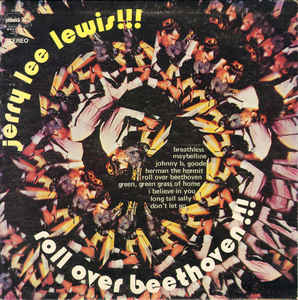 STEREO
jerry lee lewis!!!
breathless
maybelline
johnny b. goode
herman the hermit
roll over beethoven
green, green grass of home
i believe in you
long tall sally
don't let go
roll over beethoven!!!